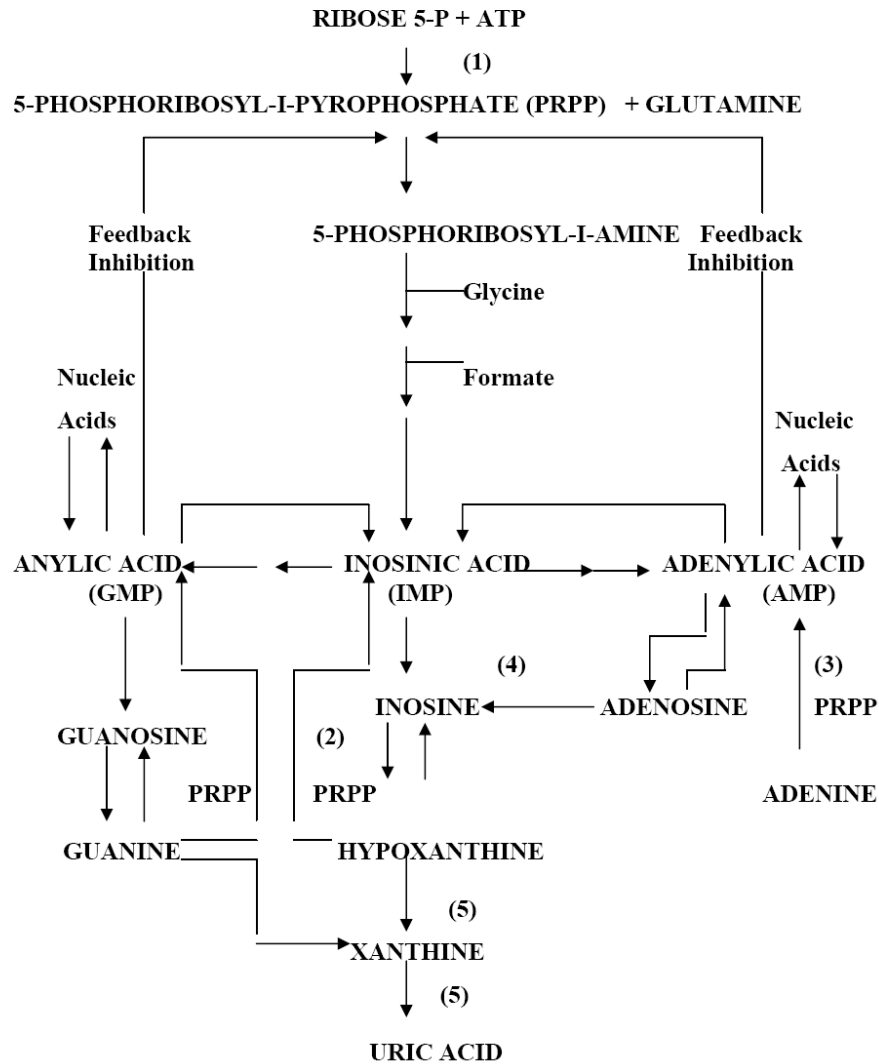 RIBOSE 5-P + ATP
(1)
5-PHOSPHORIBOSYL-I-PYROPHOSPHATE (PRPP) + GLUTAMINE
Feedback
Inhibition
5-PHOSPHORIBOSYL-I-AMINE
Feedback
Inhibition
Glycine
Formate
Nucleic
Acids
Nucleic
Acids
ANYLIC ACID
(GMP)
INOSINIC ACID
(IMP)
ADENYLIC ACID
(AMP)
(4)
(3)
INOSINE
ADENOSINE
PRPP
GUANOSINE
(2)
PRPP
PRPP
ADENINE
GUANINE
HYPOXANTHINE
(5)
XANTHINE
(5)
URIC ACID